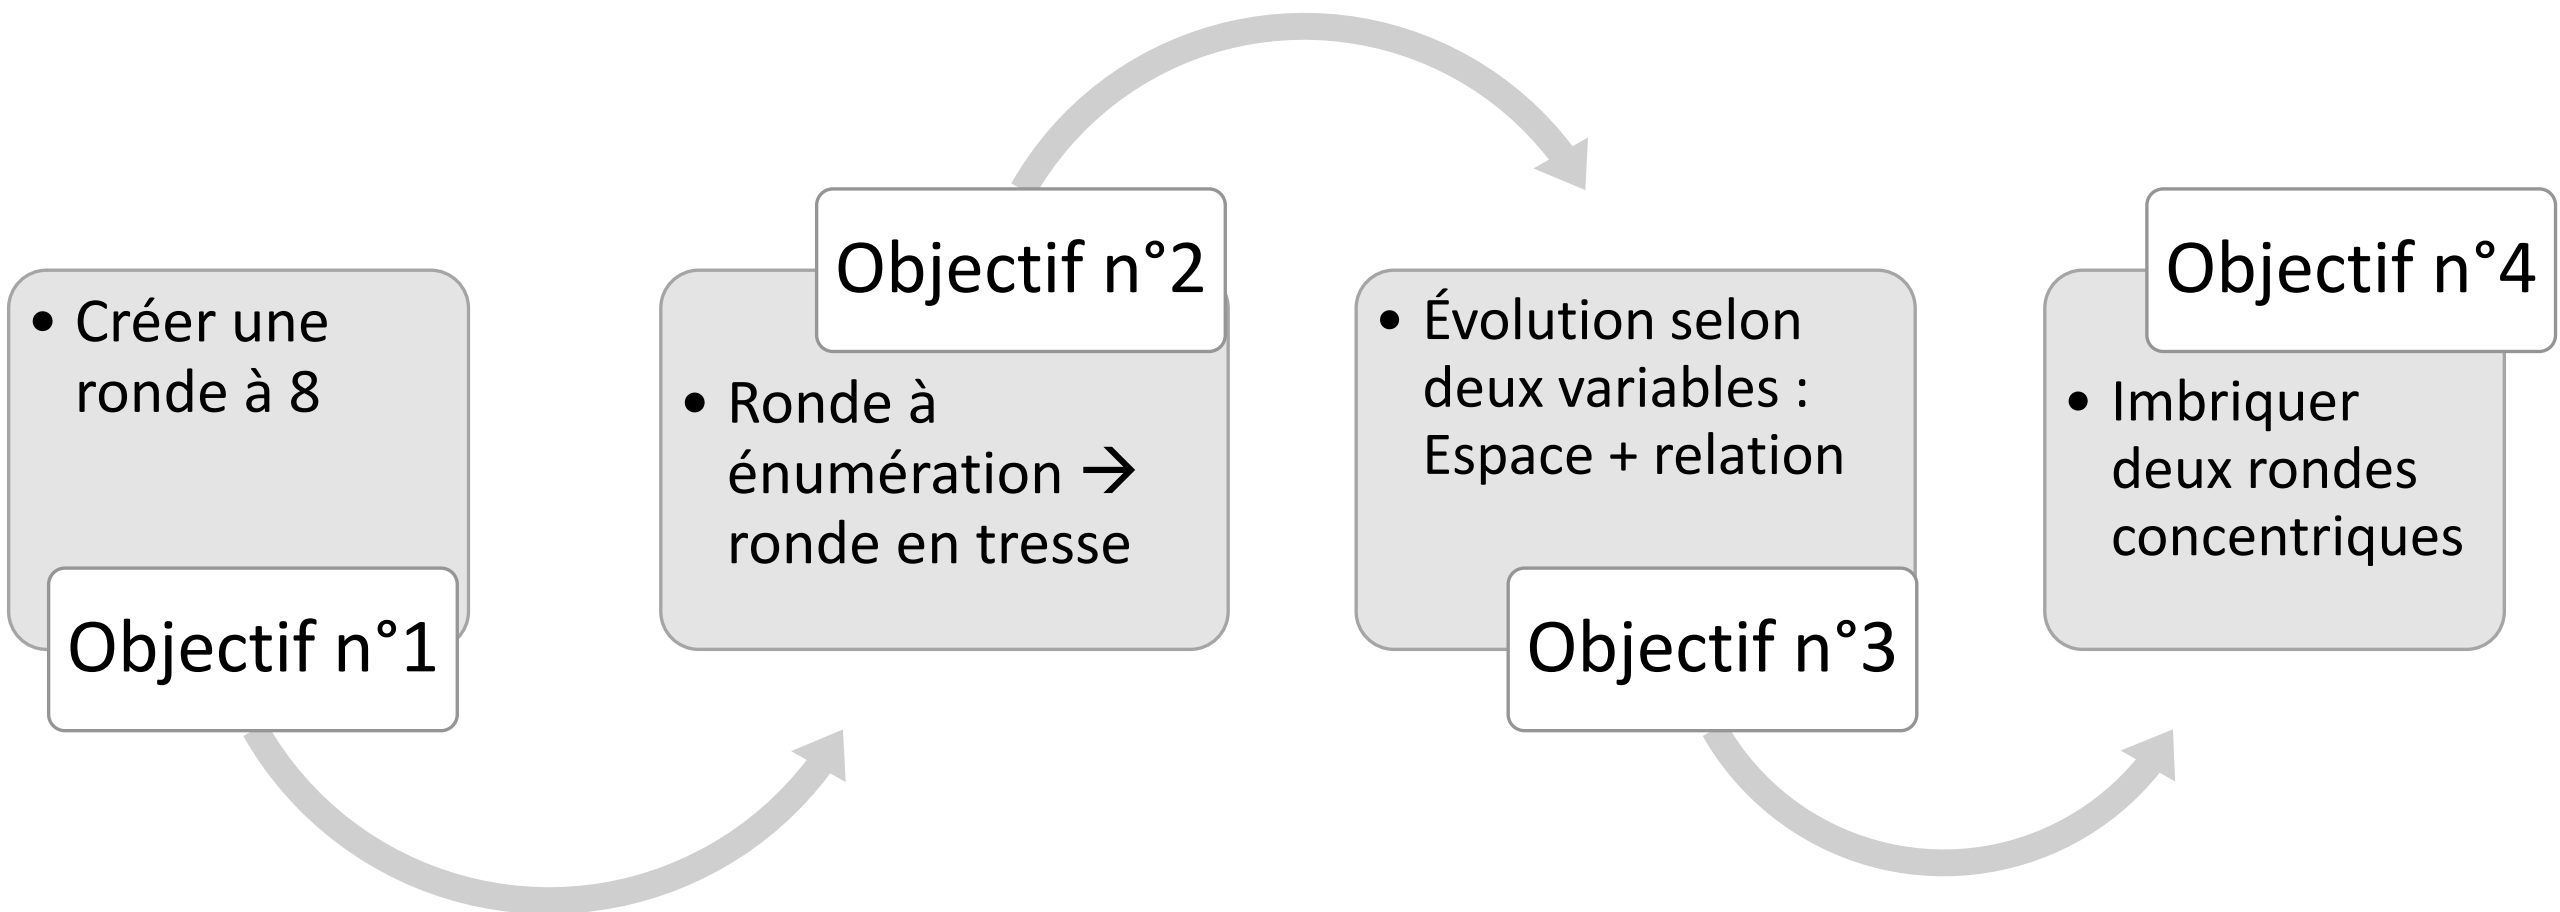 • Créer une
ronde à 8
Objectif n°1
Objectif n°2
• Ronde à
énumération →
ronde en tresse
• Évolution selon
deux variables :
Espace + relation
Objectif n°3
Objectif n°4
• Imbriquer
deux rondes
concentriques